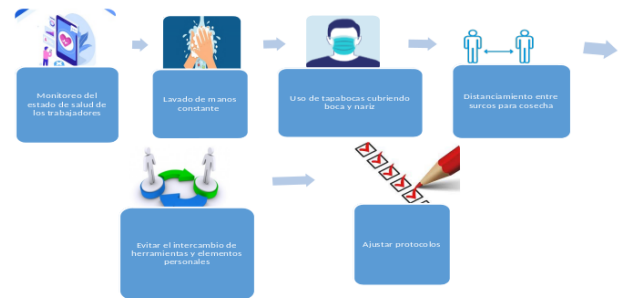 Monitoreo del
estado de salud de
los trabajadores
Lavado de manos
constante
Uso de tapabocas cubriendo
boca y nariz
Distanciamiento entre
surcos para cosecha
Evitar el intercambio de
herramientas y elementos
personales
Ajustar protocolos